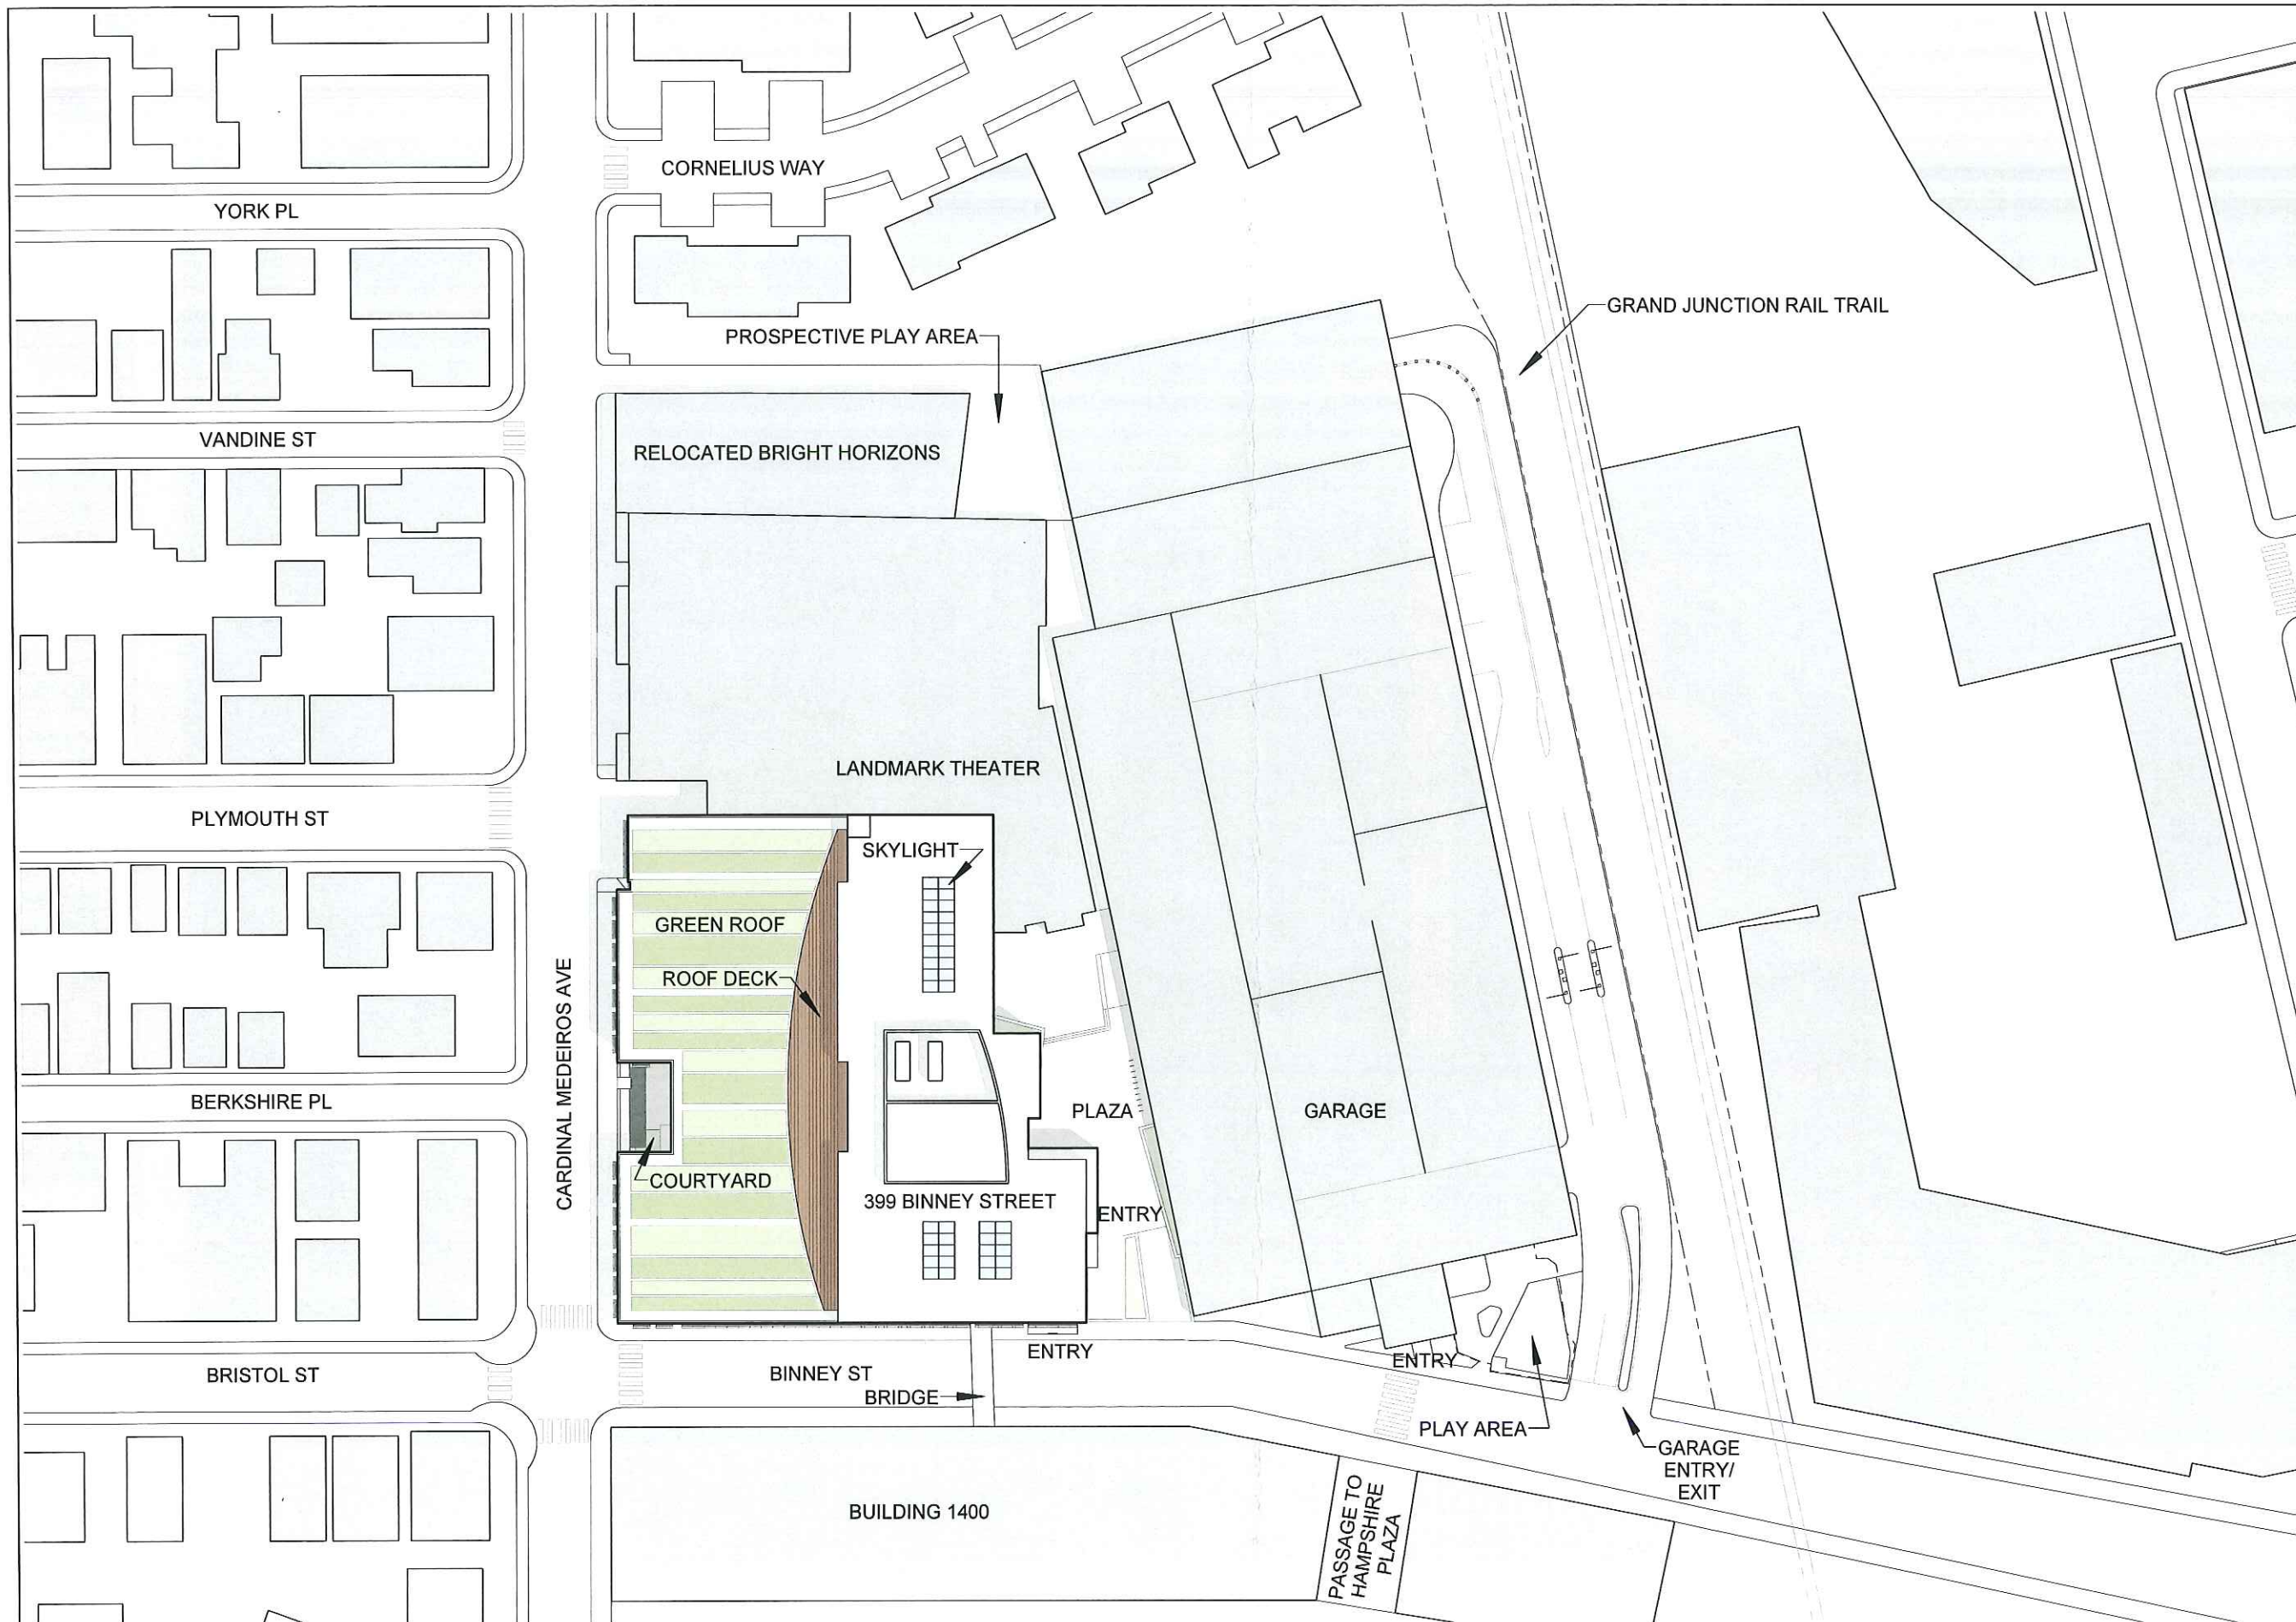 CORNELIUS WAY
YORK PL
GRAND JUNCTION RAIL TRAIL
PROSPECTIVE PLAY AREA
VANDINE ST
RELOCATED BRIGHT HORIZONS
LANDMARK THEATER
PLYMOUTH ST
SKYLIGHT
GREEN ROOF
ROOF DECK
CARDINAL MEDEIROS AVE
BERKSHIRE PL
PLAZA
GARAGE
COURTYARD
399 BINNEY STREET
ENTRY
ENTRY
ENTRY
BRISTOL ST
BINNEY ST
BRIDGE
PLAY AREA
GARAGE
ENTRY/
EXIT
BUILDING 1400
PASSAGE TO
HAMPSHIRE
PLAZA